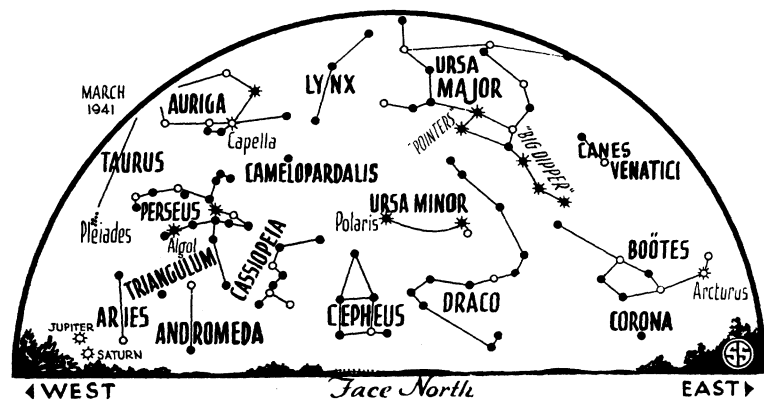 MARCH
1941
AURIGA
Capella
LYNX
URSA
MAJOR
"POINTERS"
"BIG DIPPER"
CANES
VENATICI
TAURUS
CAMELOPARDALIS
Pleiades
PERSEUS
Algol
URSA MINOR
Polaris
TRIANGULUM
CASSIOPEIA
BOÖTES
Arcturus
ARIES
ANDROMEDA
CEPHEUS
DRACO
CORONA
JUPITER
SATURN
SS
WEST
Face North
EAST